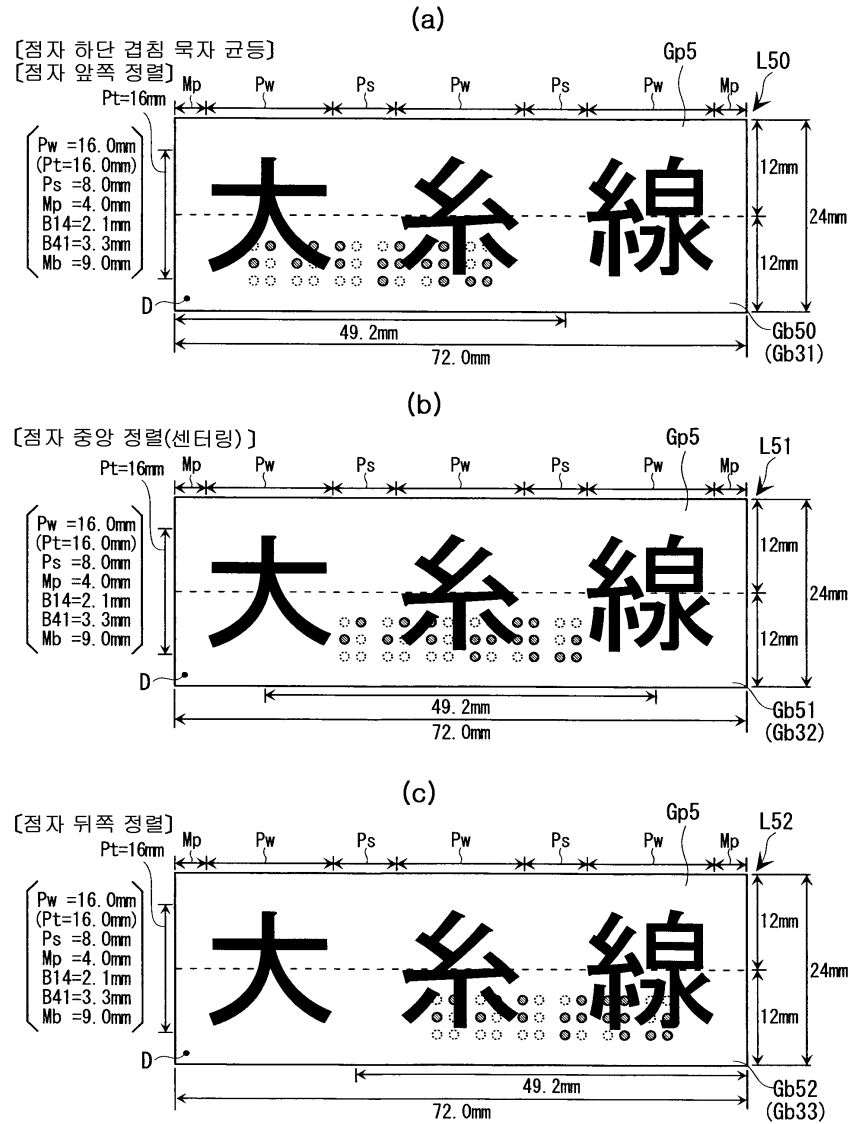 (a)
[점자 하단 겹침 묵자 균등]
[점자 앞쪽 정렬]
Mp Pw Ps Pw Ps Pw Mp
Gp5
L50
Pt=16mm
Pw =16.0mm
(Pt=16.0mm)
Ps =8.0mm
Mp =4.0mm
B14=2.1mm
B41=3.3mm
Mb =9.0mm
大 糸 線
12mm
24mm
12mm
D
49.2mm
72.0mm
Gb50
(Gb31)
(b)
[점자 중앙 정렬(센터링)]
Mp Pw Ps Pw Ps Pw Mp
Gp5
L51
Pt=16mm
Pw =16.0mm
(Pt=16.0mm)
Ps =8.0mm
Mp =4.0mm
B14=2.1mm
B41=3.3mm
Mb =9.0mm
大 糸 線
12mm
24mm
12mm
D
49.2mm
72.0mm
Gb51
(Gb32)
(c)
[점자 뒤쪽 정렬]
Mp Pw Ps Pw Ps Pw Mp
Gp5
L52
Pt=16mm
Pw =16.0mm
(Pt=16.0mm)
Ps =8.0mm
Mp =4.0mm
B14=2.1mm
B41=3.3mm
Mb =9.0mm
大 糸 線
12mm
24mm
12mm
D
49.2mm
72.0mm
Gb52
(Gb33)